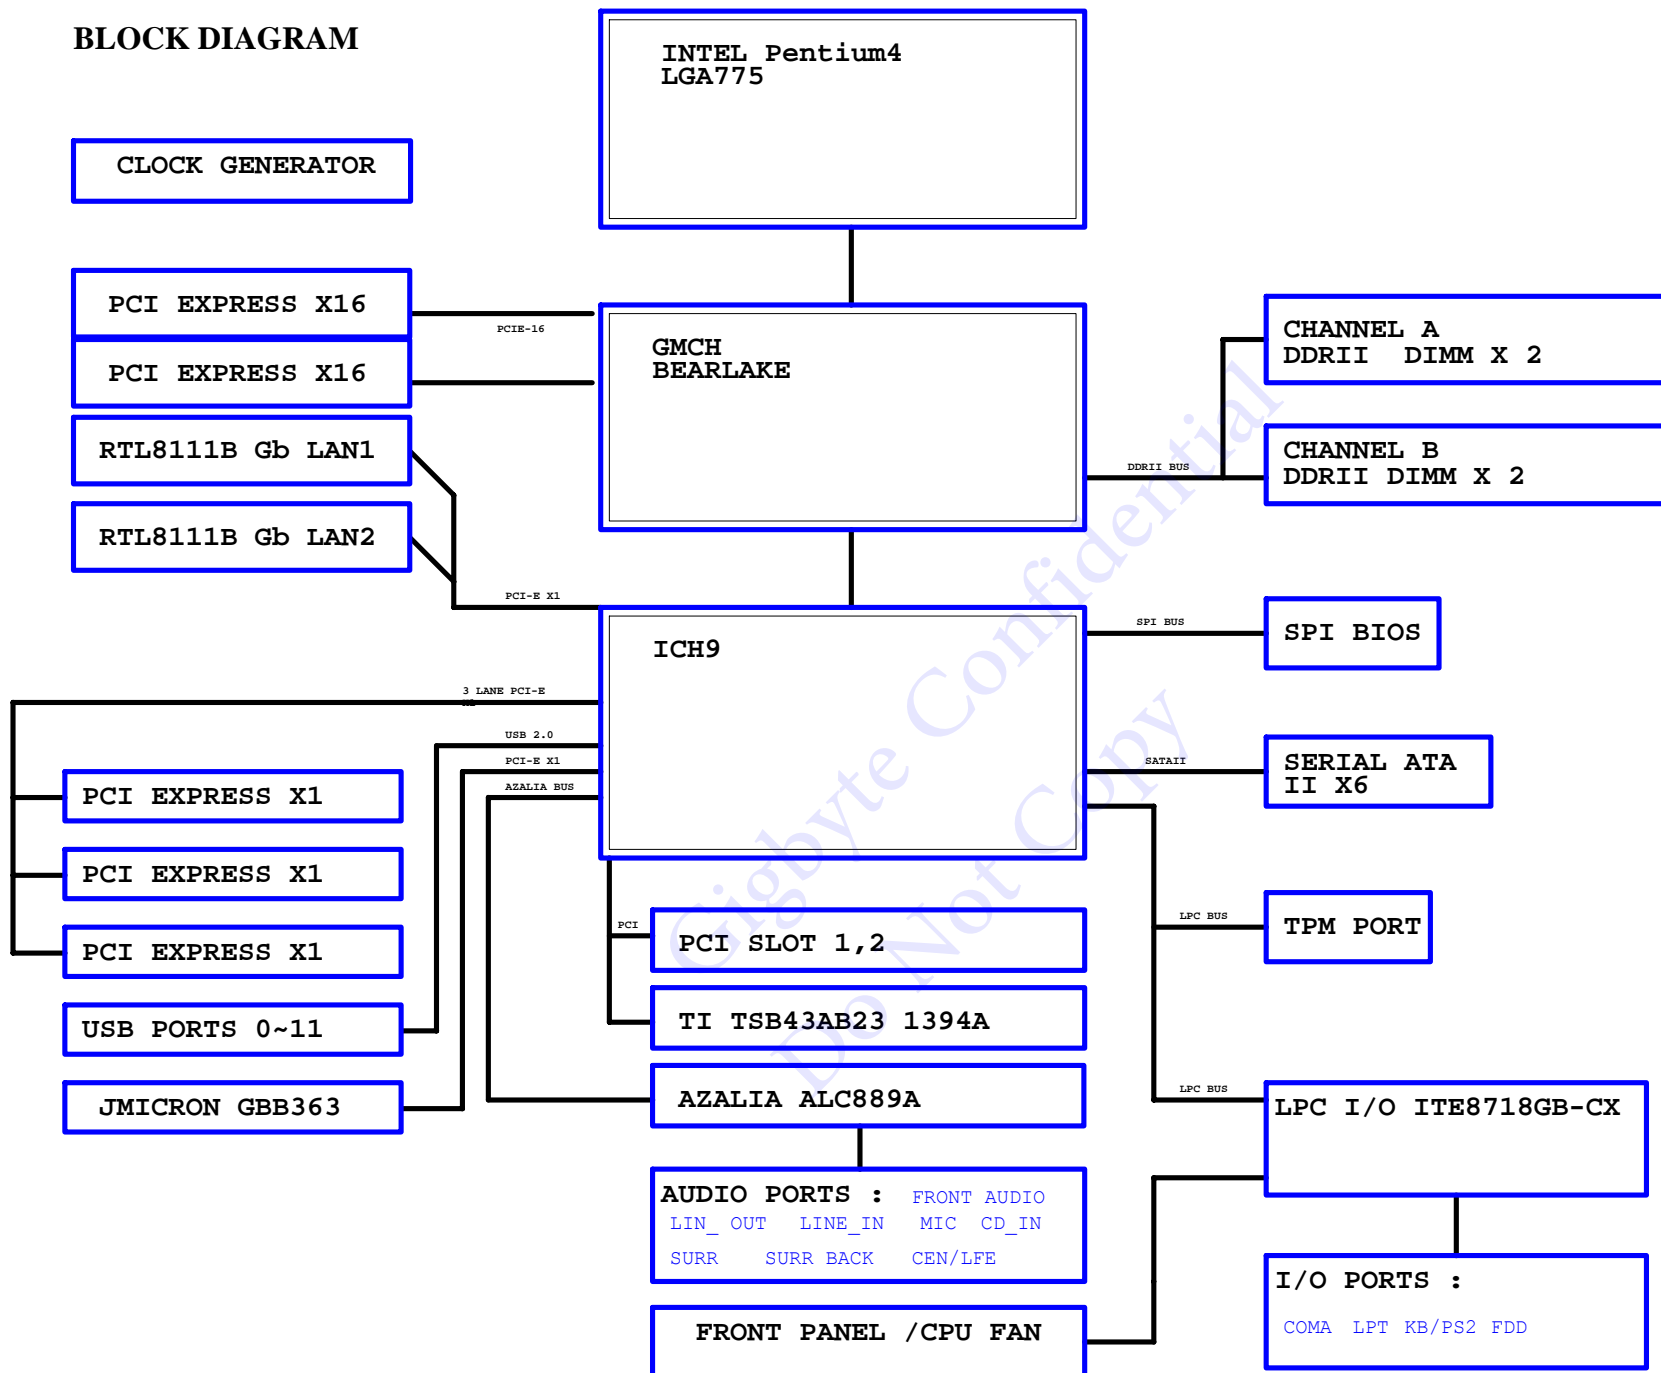 BLOCK DIAGRAM
INTEL Pentium4
LGA775
CLOCK GENERATOR
PCI EXPRESS X16
PCIE-16
PCI EXPRESS X16
GMCH
BEARLAKE
CHANNEL A
DDRII DIMM X 2
CHANNEL B
DDRII DIMM X 2
DDRII BUS
RTL8111B Gb LAN1
RTL8111B Gb LAN2
PCI-E X1
ICH9
SPI BUS
SPI BIOS
3 LANE PCI-E
USB 2.0
PCI-E X1
AZALIA BUS
SATAII
SERIAL ATA
II X6
PCI EXPRESS X1
PCI EXPRESS X1
PCI EXPRESS X1
USB PORTS 0~11
JMICRON GBB363
PCI
PCI SLOT 1,2
TI TSB43AB23 1394A
AZALIA ALC889A
LPC BUS
TPM PORT
LPC BUS
LPC I/O ITE8718GB-CX
AUDIO PORTS : FRONT AUDIO
LIN_ OUT LINE_IN MIC CD_IN
SURR SURR BACK CEN/LFE
I/O PORTS :
COMA LPT KB/PS2 FDD
FRONT PANEL /CPU FAN
Gigbyte Confidential
Do Not Copy